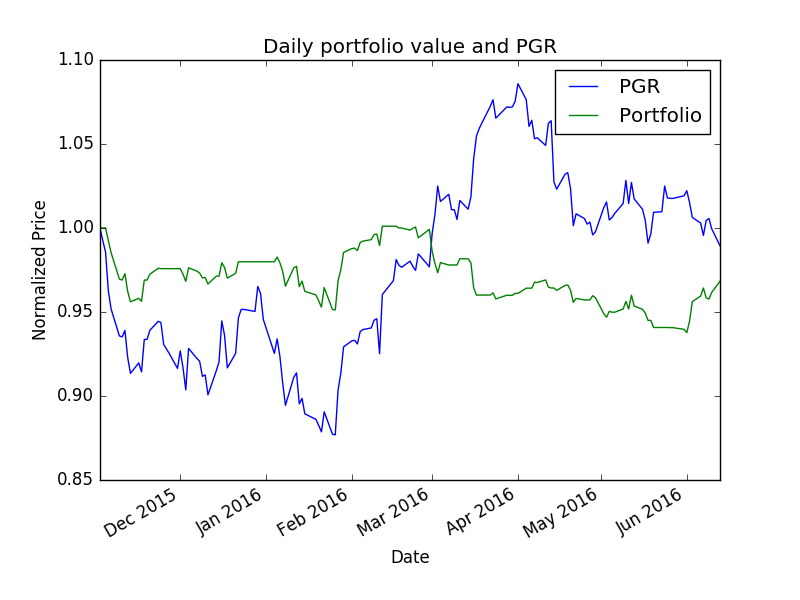 Daily portfolio value and PGR
1.10
1.05
1.00
0.95
0.90
0.85
Normalized Price
PGR
Portfolio
Dec 2015
Jan 2016
Feb 2016
Mar 2016
Apr 2016
May 2016
Jun 2016
Date